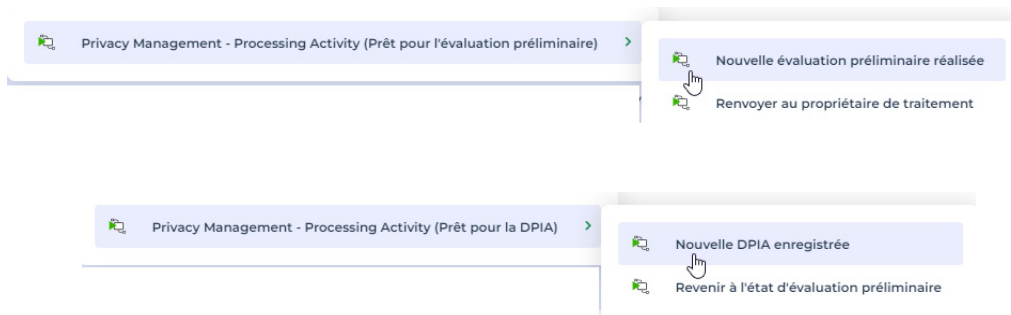 Privacy Management - Processing Activity (Prêt pour l'évaluation préliminaire)
Nouvelle évaluation préliminaire réalisée
Renvoyer au propriétaire de traitement
Privacy Management - Processing Activity (Prêt pour la DPIA)
Nouvelle DPIA enregistrée
Revenir à l'état d'évaluation préliminaire